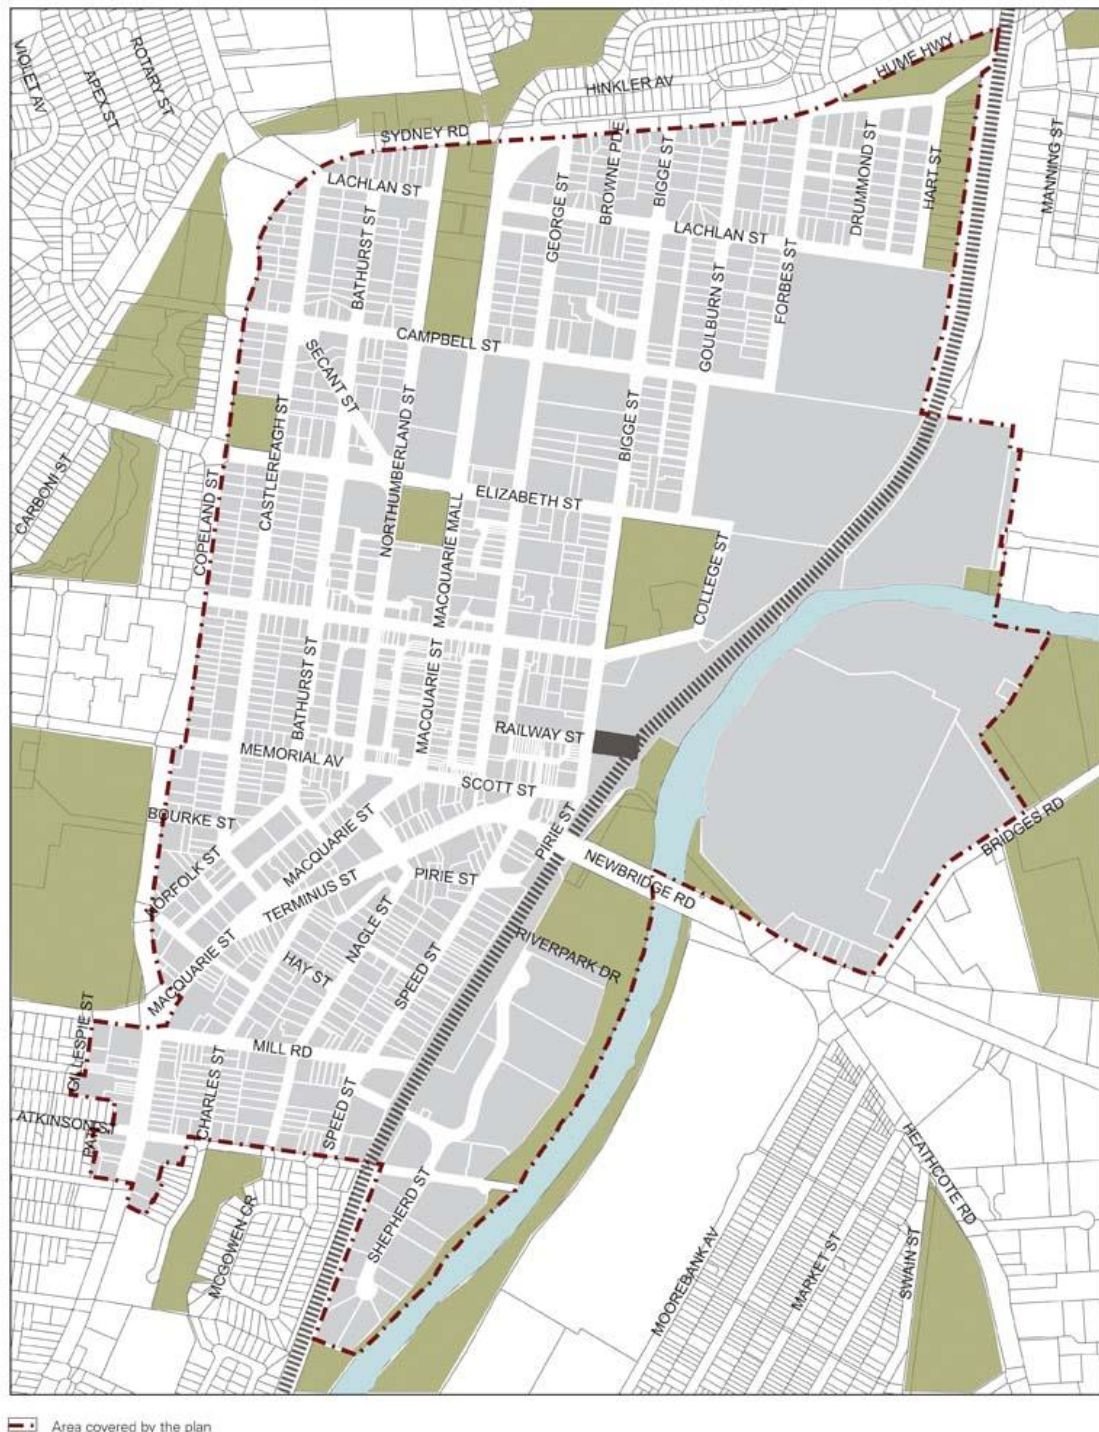 VIOLET AV
APEX ST
ROTARY ST
HINKLER AV
HUME HWY
SYDNEY RD
LACHLAN ST
BATHURST ST
GEORGE ST
BROWNE PDE
BIGGE ST
LACHLAN ST
DRUMMOND ST
HART ST
MANNING ST
FORBES ST
GOULBURN ST
CAMPBELL ST
SECANT ST
CASTLEREAGH ST
NORTHUMBERLAND ST
BIGGE ST
CARBONI ST
COPELAND ST
ELIZABETH ST
MACQUARIE MALL
COLLEGE ST
BATHURST ST
MACQUARIE ST
RAILWAY ST
MEMORIAL AV
SCOTT ST
BOURKE ST
MACQUARIE ST
PIRIE ST
BRIDGES RD
NORFOLK ST
TERMINUS ST
PIRIE ST
NEWBRIDGE RD
NAGLE ST
MACQUARIE ST
HAY ST
SPEED ST
RIVERPARK DR
GILLESPIE ST
MILL RD
CHARLES ST
SPEED ST
ATKINSON S
HEATHCOTE RD
SHEPHERD ST
MCGOWEN CR
MOOREBANK AV
MARKET ST
SWAIN ST
Area covered by the plan